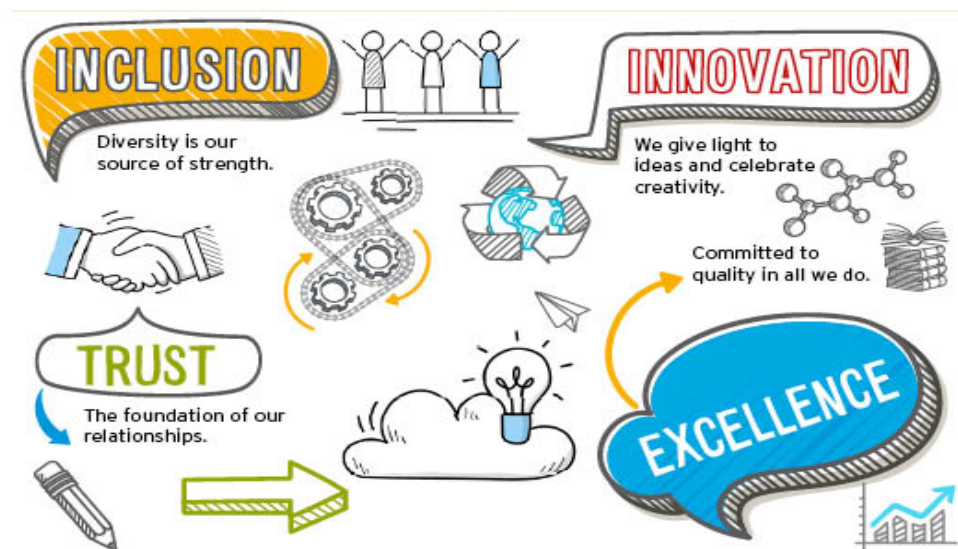 INCLUSION
Diversity is our
source of strength.
INNOVATION
We give light to
ideas and celebrate
creativity.
TRUST
The foundation of our
relationships.
Committed to
quality in all we do.
EXCELLENCE